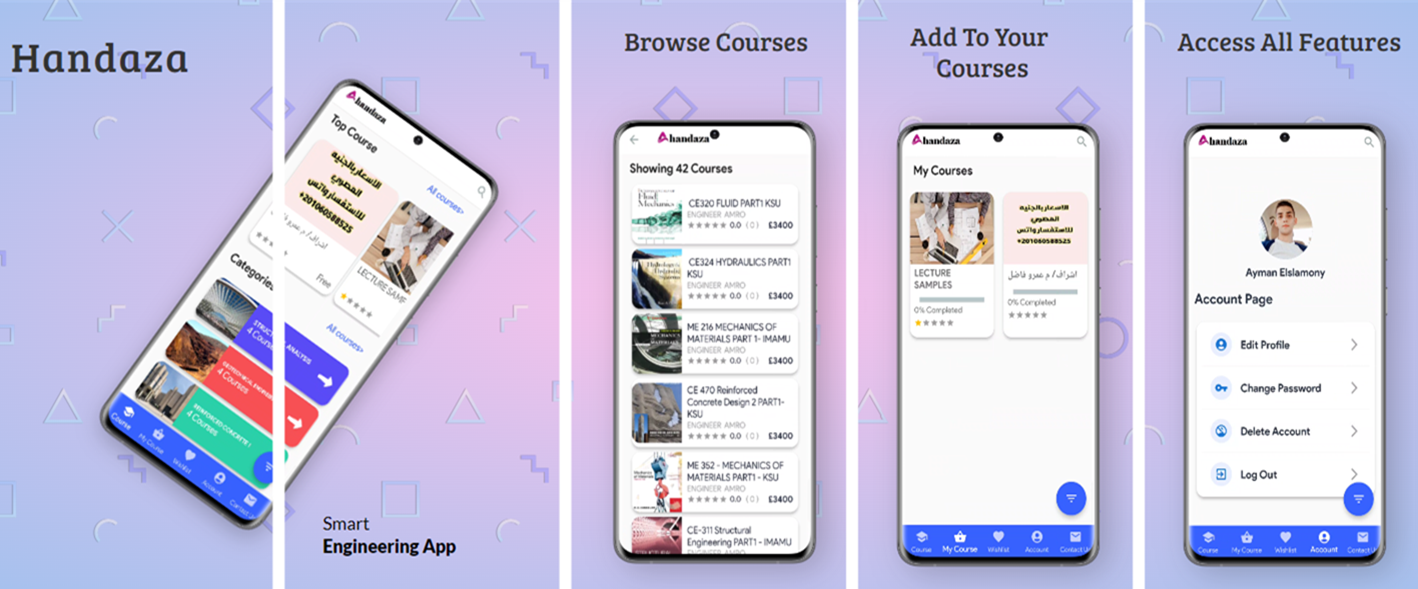 Handaza
handaza
Top Course
All courses>
الاسعار بالجنيه
المصري
للاستفسار واتس
+201060588525
اشراف/ م.عمرو فاضل
Free
LECTURE SAMP
Categories
All courses>
STRUCT
ANALYSIS
4 Courses
4 Courses
REINFORCED CONCRETE I
4 Courses
Course
My Course
Wishlist
Account
Contact U
Smart
Engineering App
Browse Courses
handaza
Showing 42 Courses
Fluid
Mechanics
CE320 FLUID PART1 KSU
ENGINEER AMRO
0.0 (0) £3400
CE324 HYDRAULICS PART1
KSU
ENGINEER AMRO
0.0 (0) £3400
MECHANICS OF
MATERIALS
ME 216 MECHANICS OF
MATERIALS PART 1- IMAMU
ENGINEER AMRO
0.0 (0) £3400
CE 470 Reinforced
Concrete Design 2 PART1-
KSU
ENGINEER AMRO
0.0 (0) £3400
ME 352 - MECHANICS OF
MATERIALS PART1 - KSU
ENGINEER AMRO
0.0 (0) £3400
CE-311 Structural
Engineering PART1 - IMAMU
Add To Your
Courses
handaza
My Courses
LECTURE
SAMPLES
0% Completed
الاسعار بالجنيه
المصري
للاستفسار واتس
+201060588525
اشراف/ م عمرو فاضل
0% Completed
Course
My Course
Wishlist
Account
Contact U
Access All Features
handaza
Ayman Elslamony
Account Page
Edit Profile
Change Password
Delete Account
Log Out
Course
My Course
Wishlist
Account
Contact U